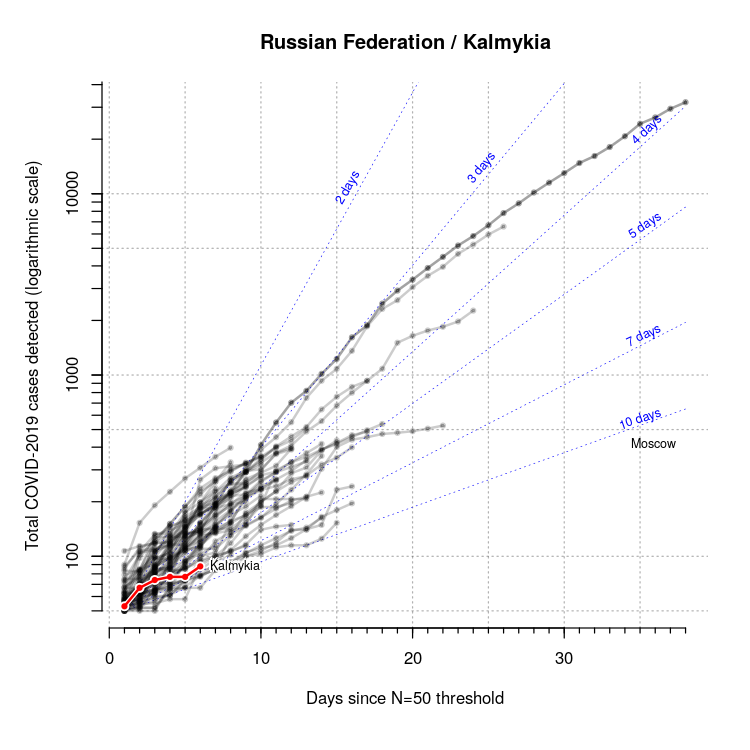 Russian Federation / Kalmykia
Total COVID-2019 cases detected (logarithmic scale)
10000
1000
100
2 days
3 days
4 days
5 days
7 days
10 days
Moscow
Kalmykia
0 10 20 30
Days since N=50 threshold